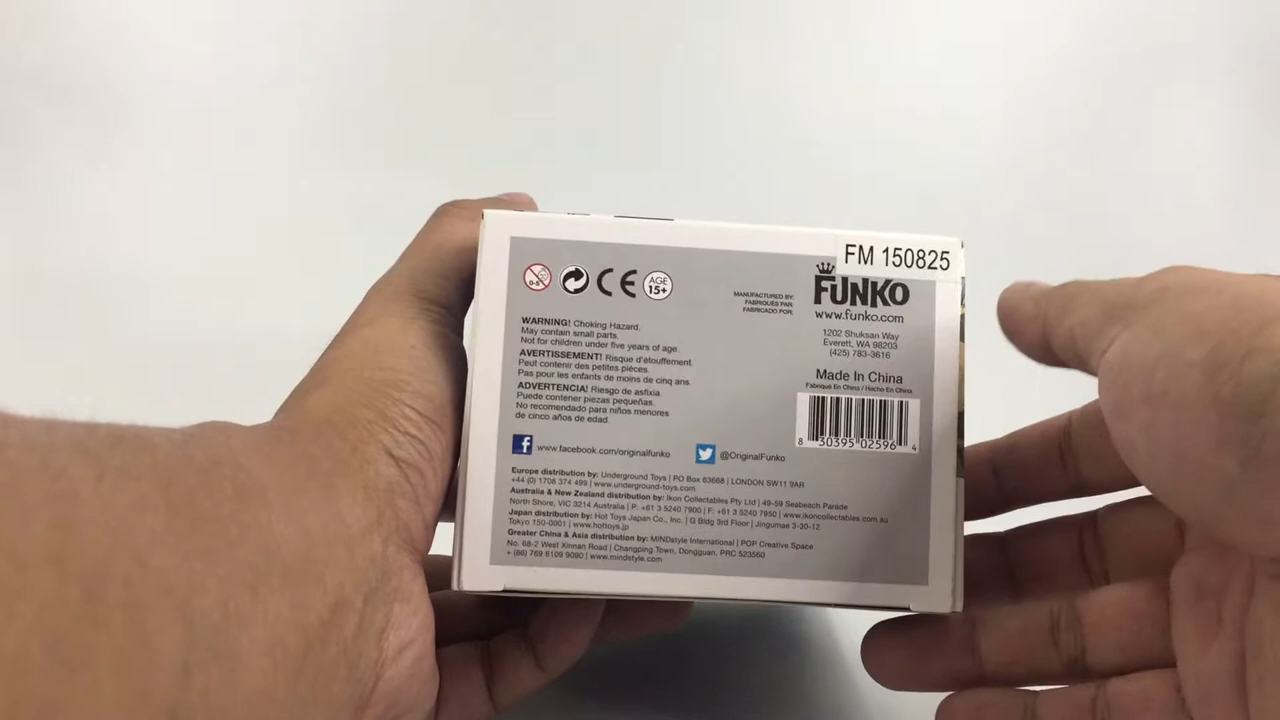 FM 150825
0-5
CE
AGE
15+
MANUFACTURED BY:
FABRIQUÉS PAR:
FABRICADO POR:
FUNKO
www.funko.com
1202 Shuksan Way
Everett, WA 98203
(425) 783-3616
Made In China
Fabriqué En China / Hecho En China
8 30395 02596 4
WARNING! Choking Hazard.
May contain small parts.
Not for children under five years of age.
AVERTISSEMENT! Risque d'étouffement.
Peut contenir des petites pièces.
Pas pour les enfants de moins de cinq ans.
ADVERTENCIA! Riesgo de asfixia.
Puede contener piezas pequeñas.
No recomendado para niños menores
de cinco años de edad.
www.facebook.com/originalfunko
@OriginalFunko
Europe distribution by: Underground Toys | PO Box 63668 | LONDON SW11 9AR
+44 (0) 1708 374 499 | www.underground-toys.com
Australia & New Zealand distribution by: Ikon Collectables Pty Ltd | 49-59 Seabeach Parade
North Shore, VIC 3214 Australia | P: +61 3 5240 7900 | F: +61 3 5240 7950 | www.ikoncollectables.com.au
Japan distribution by: Hot Toys Japan Co., Inc. | G Bldg 3rd Floor | Jingumae 3-30-12
Tokyo 150-0001 | www.hottoys.jp
Greater China & Asia distribution by: MINDstyle International | POP Creative Space
No. 68-2 West Xinnan Road | Changping Town, Dongguan, PRC 523560
+ (86) 769 8109 9090 | www.mindstyle.com